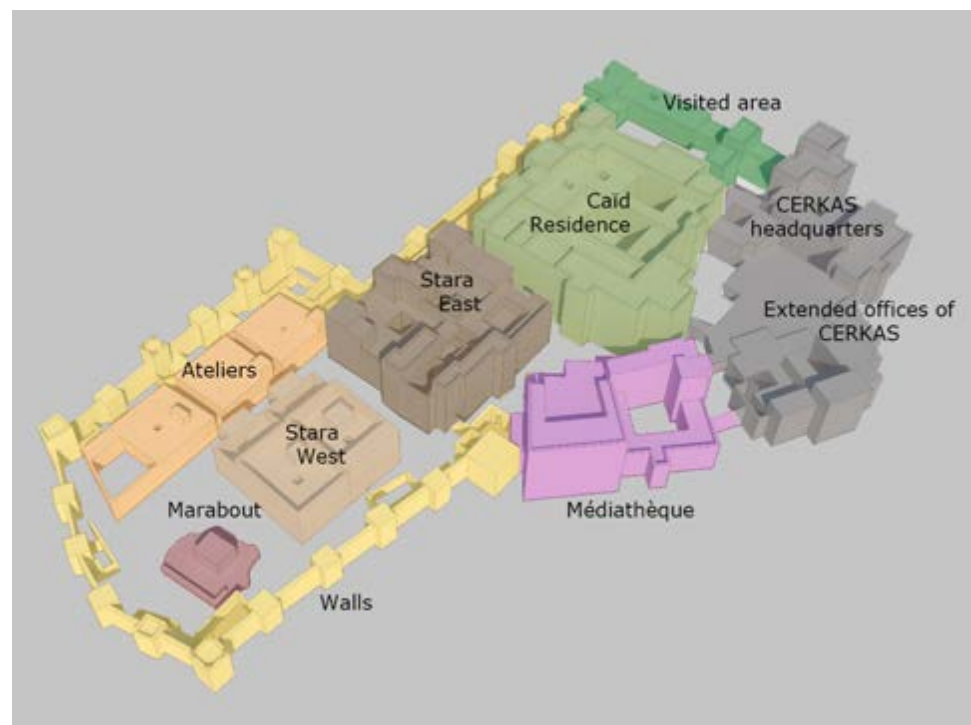 Visited area
Caïd
Residence
CERKAS
headquarters
Stara
East
Extended offices of
CERKAS
Ateliers
Stara
West
Marabout
Médiathèque
Walls